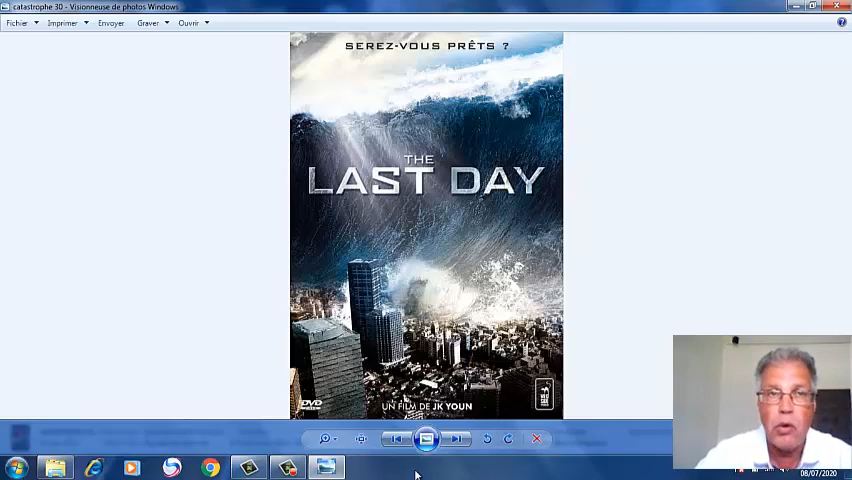 catastrophe 30 - Visionneuse de photos Windows
Fichier Imprimer Envoyer Graver Ouvrir
SEREZ-VOUS PRÊTS ?
THE
LAST DAY
DVD
UN FILM DE JK YOUN
08/07/2020